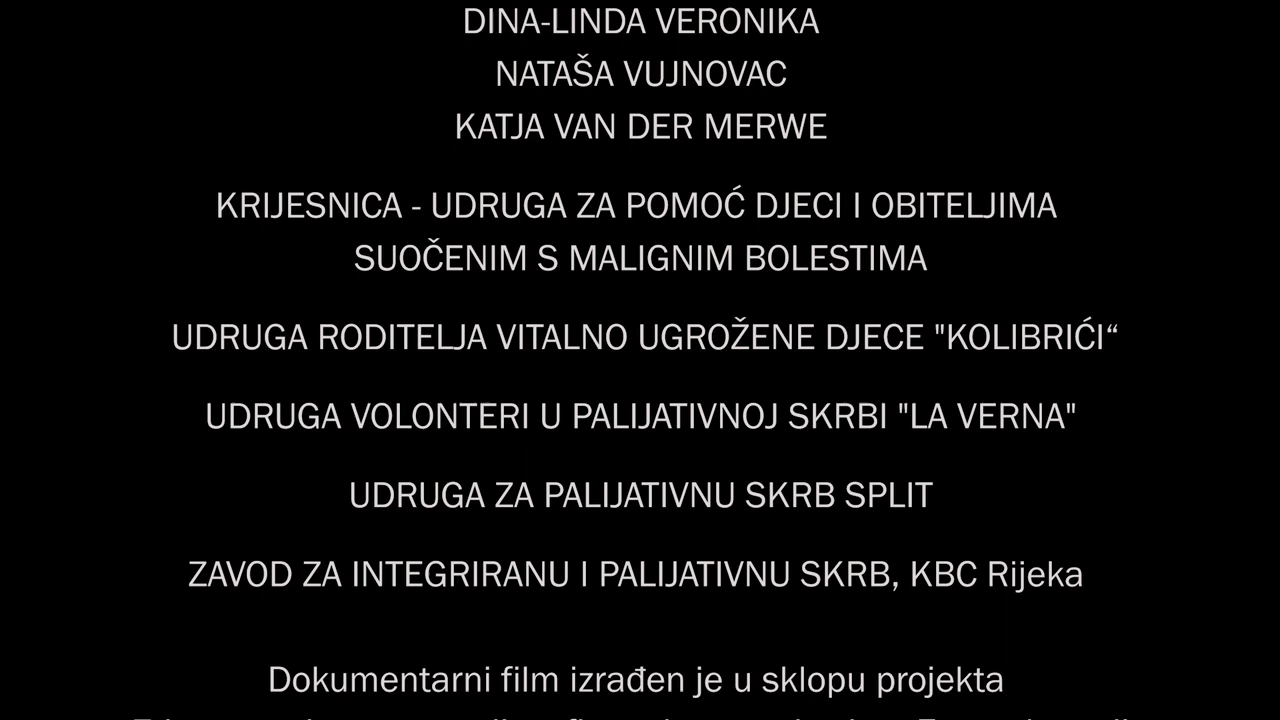 DINA-LINDA VERONIKA
NATAŠA VUJNOVAC
KATJA VAN DER MERWE
KRIJESNICA - UDRUGA ZA POMOĆ DJECI I OBITELJIMA
SUOČENIM S MALIGNIM BOLESTIMA
UDRUGA RODITELJA VITALNO UGROŽENE DJECE "KOLIBRIĆI“
UDRUGA VOLONTERI U PALIJATIVNOJ SKRBI "LA VERNA"
UDRUGA ZA PALIJATIVNU SKRB SPLIT
ZAVOD ZA INTEGRIRANU I PALIJATIVNU SKRB, KBC Rijeka
Dokumentarni film izrađen je u sklopu projekta